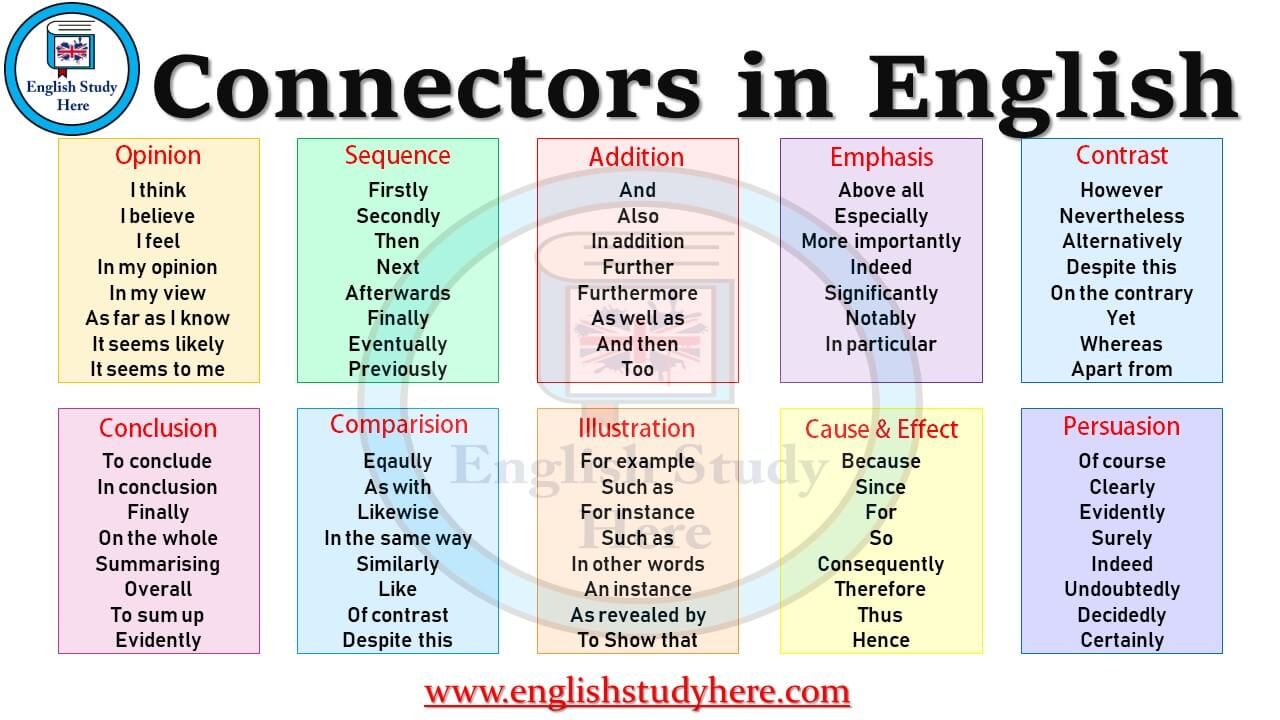 English Study
Here
Connectors in English
Opinion
I think
I believe
I feel
In my opinion
In my view
As far as I know
It seems likely
It seems to me
Sequence
Firstly
Secondly
Then
Next
Afterwards
Finally
Eventually
Previously
Addition
And
Also
In addition
Further
Furthermore
As well as
And then
Too
Emphasis
Above all
Especially
More importantly
Indeed
Significantly
Notably
In particular
Contrast
However
Nevertheless
Alternatively
Despite this
On the contrary
Yet
Whereas
Apart from
Conclusion
To conclude
In conclusion
Finally
On the whole
Summarising
Overall
To sum up
Evidently
Comparision
Eqaully
As with
Likewise
In the same way
Similarly
Like
Of contrast
Despite this
Illustration
For example
Such as
For instance
Such as
In other words
An instance
As revealed by
To Show that
Cause & Effect
Because
Since
For
So
Consequently
Therefore
Thus
Hence
Persuasion
Of course
Clearly
Evidently
Surely
Indeed
Undoubtedly
Decidedly
Certainly
English Study
Here
www.englishstudyhere.com